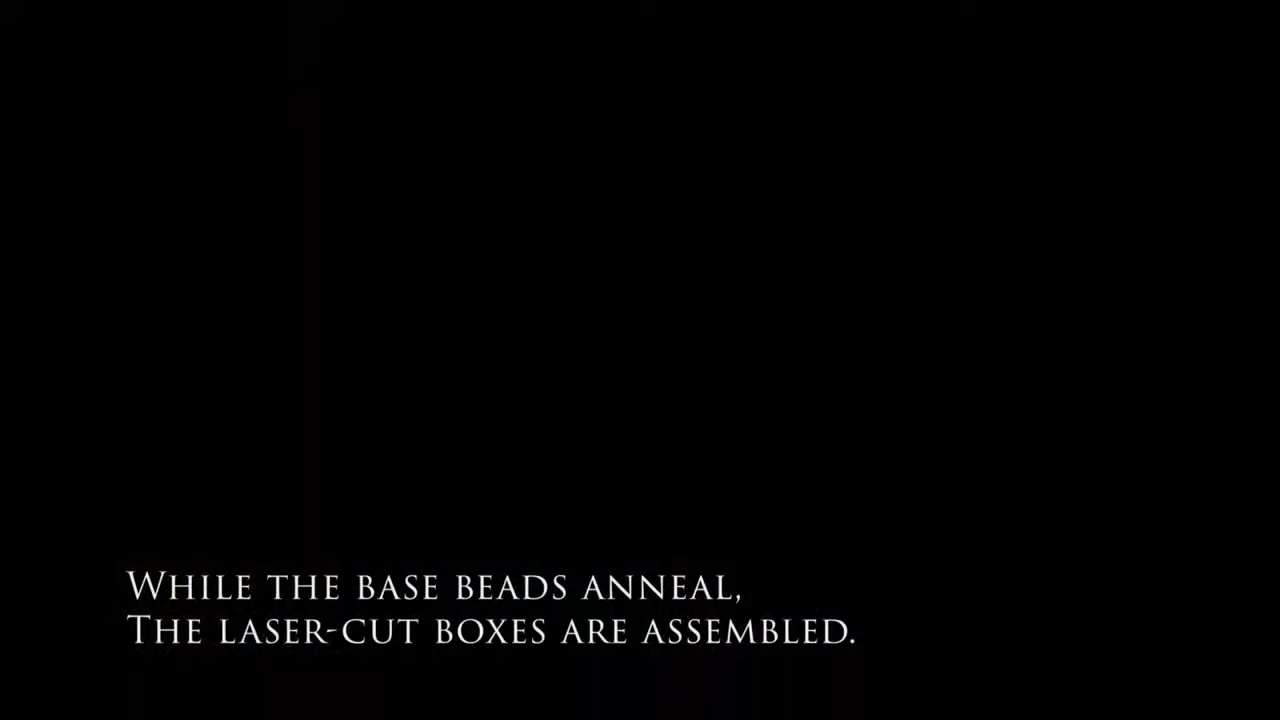 While the base beads anneal,
The laser-cut boxes are assembled.